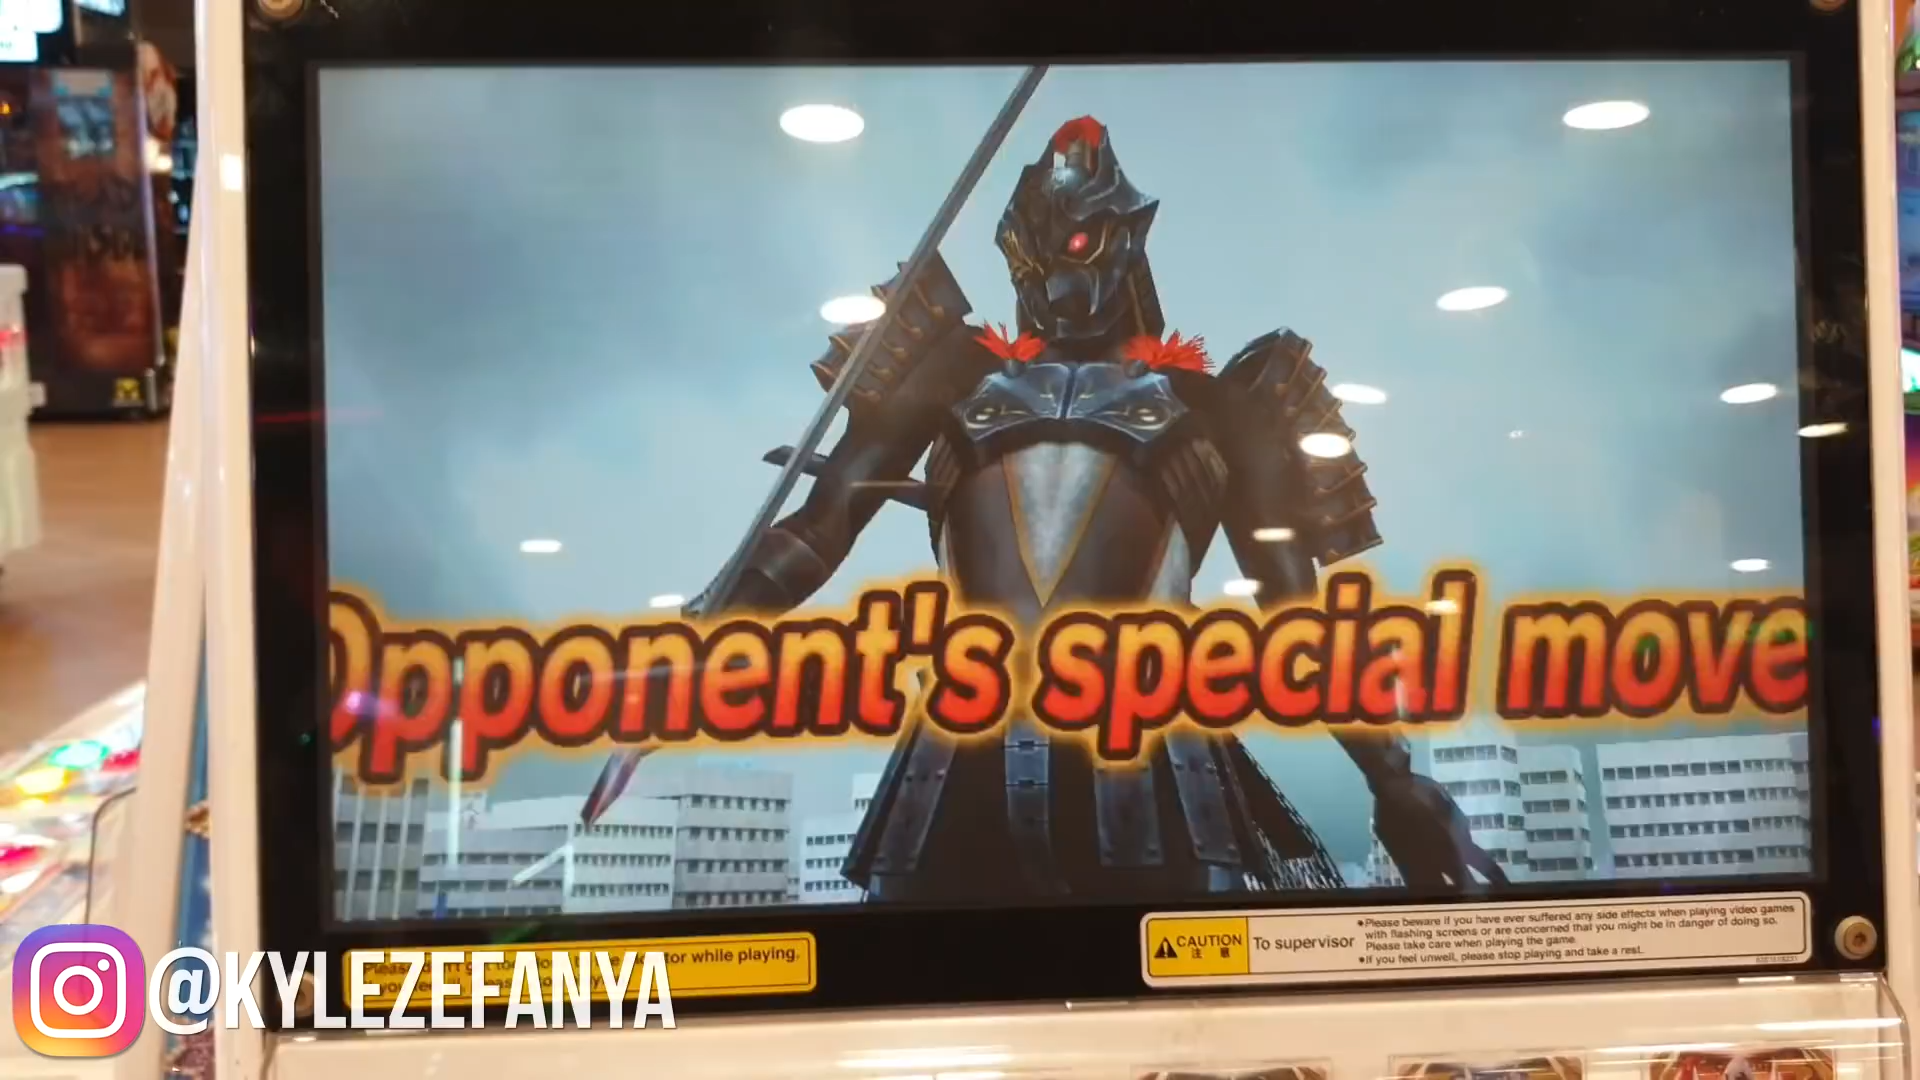 Opponent's special move
while playing.
CAUTION
To supervisor
•Please beware if you have ever suffered any side effects when playing video games
with flashing screens or are concerned that you might be in danger of doing so.
Please take care when playing the game.
•If you feel unwell, please stop playing and take a rest.
@KYLEZEFANYA